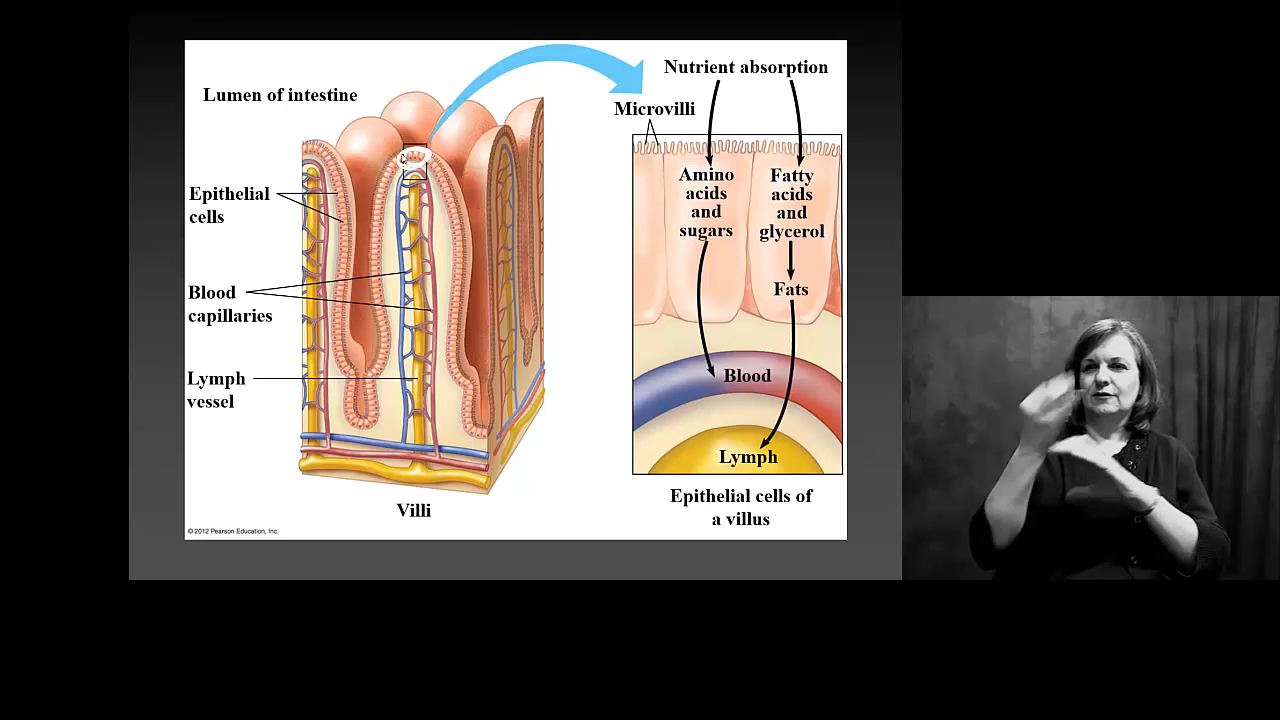 Lumen of intestine
Epithelial
cells
Blood
capillaries
Lymph
vessel
Villi
© 2012 Pearson Education, Inc.
Nutrient absorption
Microvilli
Amino
acids
and
sugars
Fatty
acids
and
glycerol
Fats
Blood
Lymph
Epithelial cells of
a villus